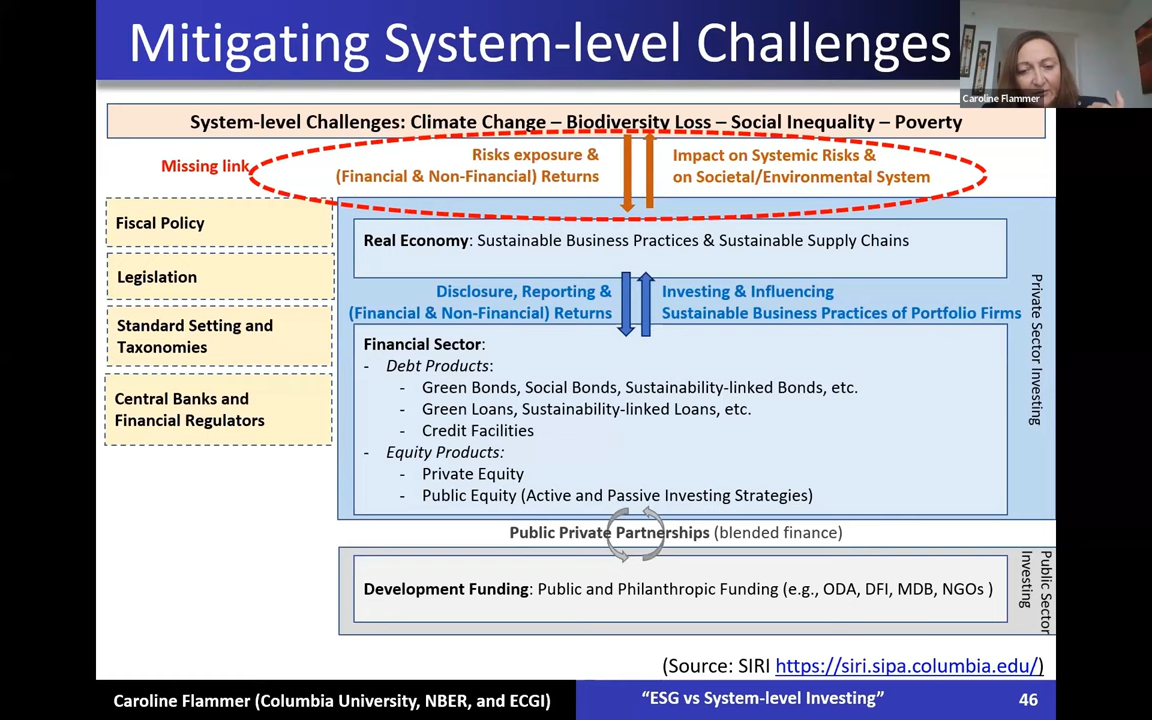 Mitigating System-level Challenges
Caroline Flammer
System-level Challenges: Climate Change – Biodiversity Loss – Social Inequality – Poverty
Missing link
Risks exposure &
(Financial & Non-Financial) Returns
Impact on Systemic Risks &
on Societal/Environmental System
Fiscal Policy
Legislation
Standard Setting and
Taxonomies
Central Banks and
Financial Regulators
Real Economy: Sustainable Business Practices & Sustainable Supply Chains
Disclosure, Reporting &
(Financial & Non-Financial) Returns
Investing & Influencing
Sustainable Business Practices of Portfolio Firms
Financial Sector:
- Debt Products:
- Green Bonds, Social Bonds, Sustainability-linked Bonds, etc.
- Green Loans, Sustainability-linked Loans, etc.
- Credit Facilities
- Equity Products:
- Private Equity
- Public Equity (Active and Passive Investing Strategies)
Private Sector Investing
Public Private Partnerships (blended finance)
Development Funding: Public and Philanthropic Funding (e.g., ODA, DFI, MDB, NGOs )
Public Sector
Investing
(Source: SIRI https://siri.sipa.columbia.edu/)
Caroline Flammer (Columbia University, NBER, and ECGI)
“ESG vs System-level Investing”
46